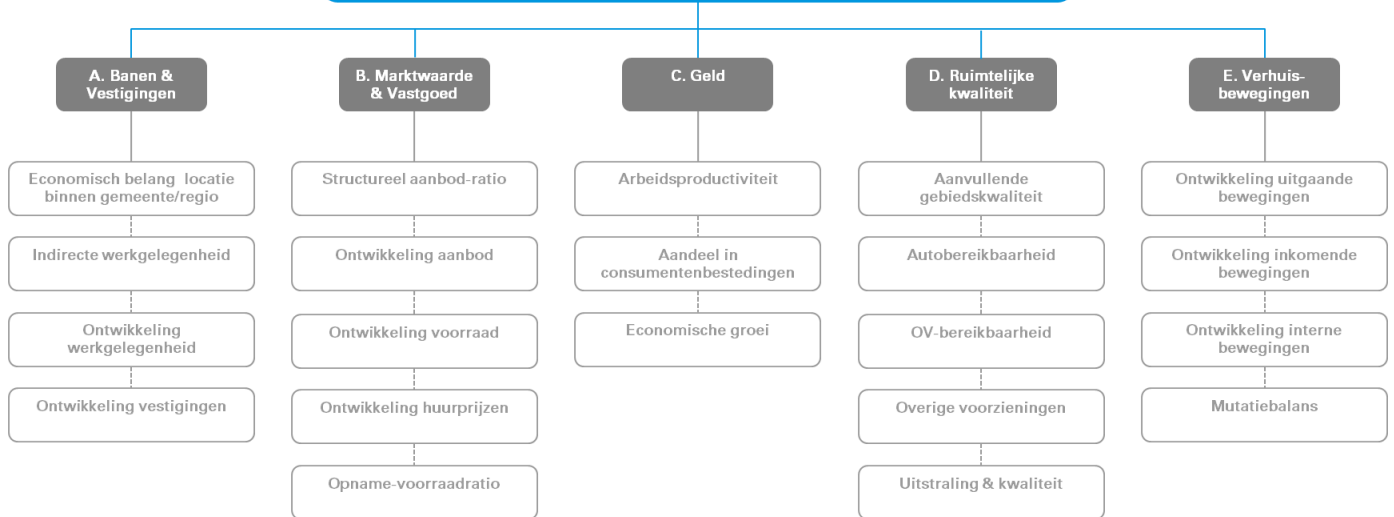 A. Banen &
Vestigingen
Economisch belang locatie
binnen gemeente/regio
Indirecte werkgelegenheid
Ontwikkeling
werkgelegenheid
Ontwikkeling vestigingen
B. Marktwaarde
& Vastgoed
Structureel aanbod-ratio
Ontwikkeling aanbod
Ontwikkeling voorraad
Ontwikkeling huurprijzen
Opname-voorraadratio
C. Geld
Arbeidsproductiviteit
Aandeel in
consumentenbestedingen
Economische groei
D. Ruimtelijke
kwaliteit
Aanvullende
gebiedskwaliteit
Autobereikbaarheid
OV-bereikbaarheid
Overige voorzieningen
Uitstraling & kwaliteit
E. Verhuis-
bewegingen
Ontwikkeling uitgaande
bewegingen
Ontwikkeling inkomende
bewegingen
Ontwikkeling interne
bewegingen
Mutatiebalans